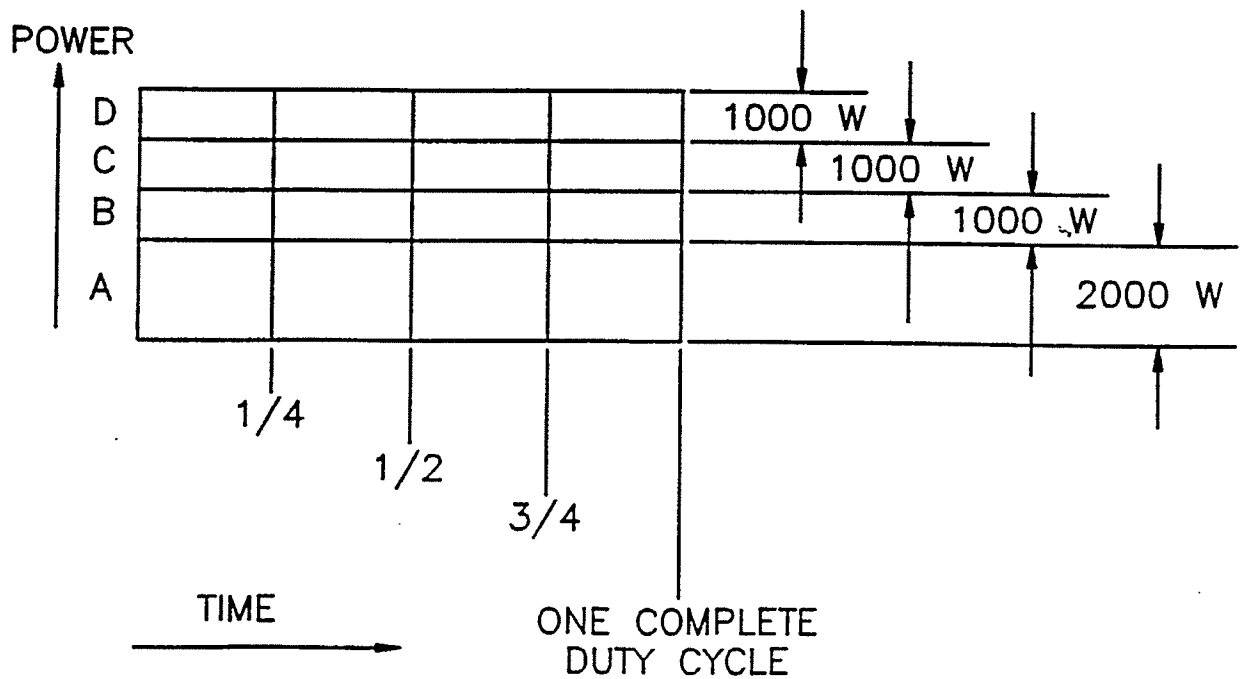 POWER
D
1000 W
C
1000 W
B
1000 W
A
2000 W
1/4
1/2
3/4
TIME
ONE COMPLETE
DUTY CYCLE